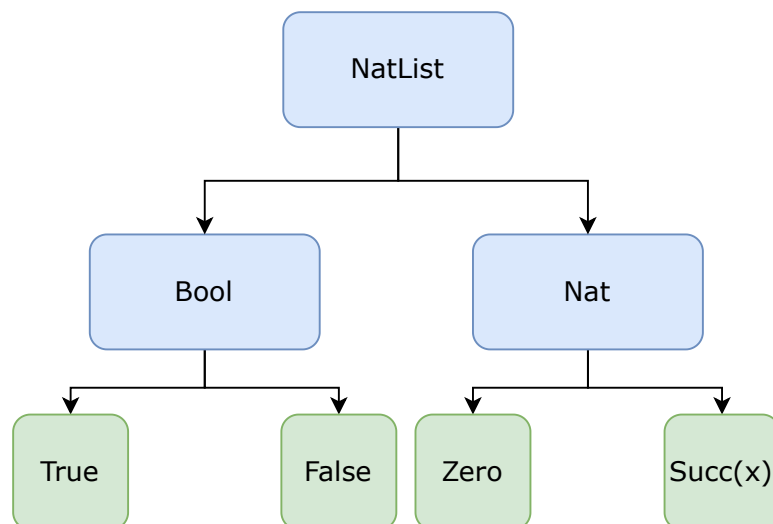 NatList
Bool
Nat
True
False
Zero
Succ(x)